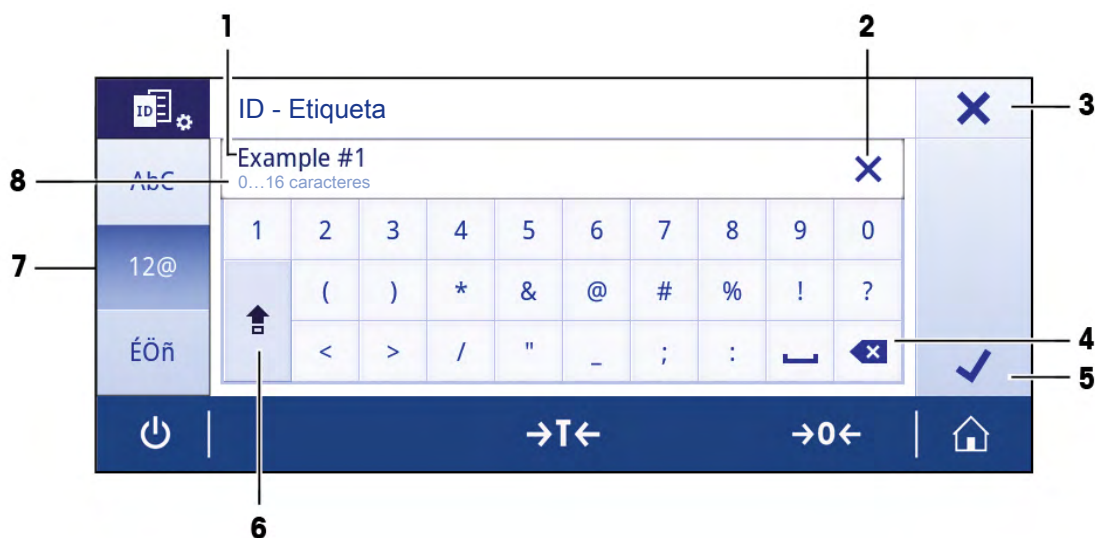 1 2
ID ID - Etiqueta 3
Example #1
8 AbC 0...16 caracteres
1 2 3 4 5 6 7 8 9 0
7 12@
( ) * & @ # % ! ?
ÉÖñ < > / " _ ; : 4
5
→T← →0←
6